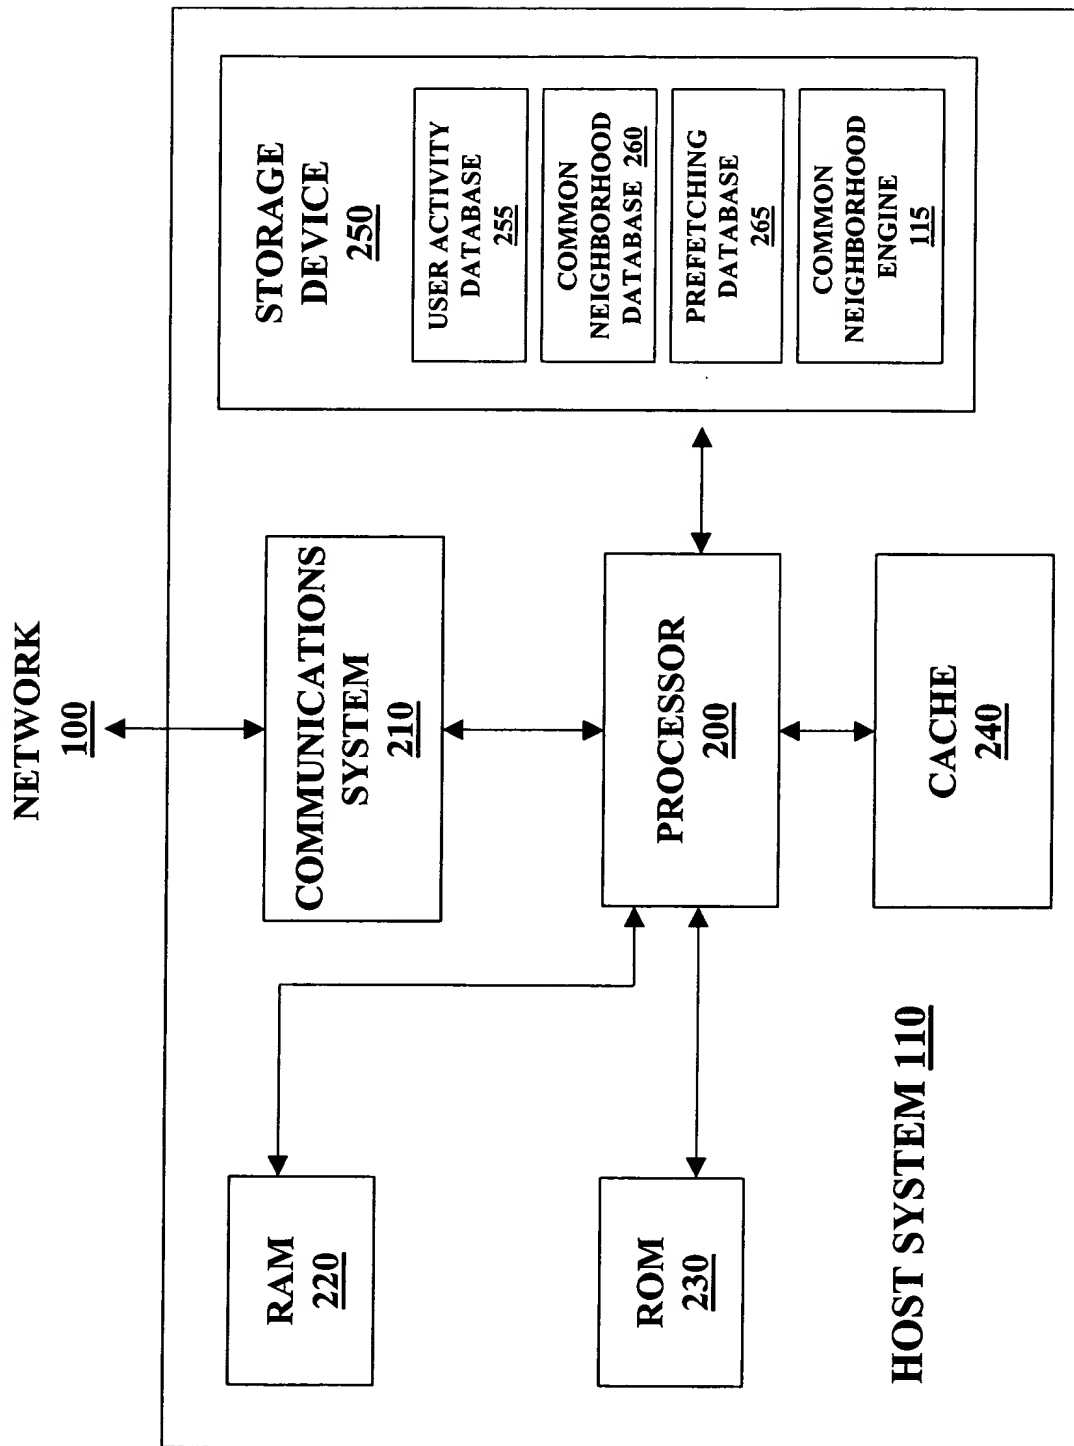 NETWORK
100
STORAGE
DEVICE
250
USER ACTIVITY
DATABASE
255
COMMON
NEIGHBORHOOD
DATABASE 260
PREFETCHING
DATABASE
265
COMMON
NEIGHBORHOOD
ENGINE
115
COMMUNICATIONS
SYSTEM
210
PROCESSOR
200
CACHE
240
RAM
220
ROM
230
HOST SYSTEM 110